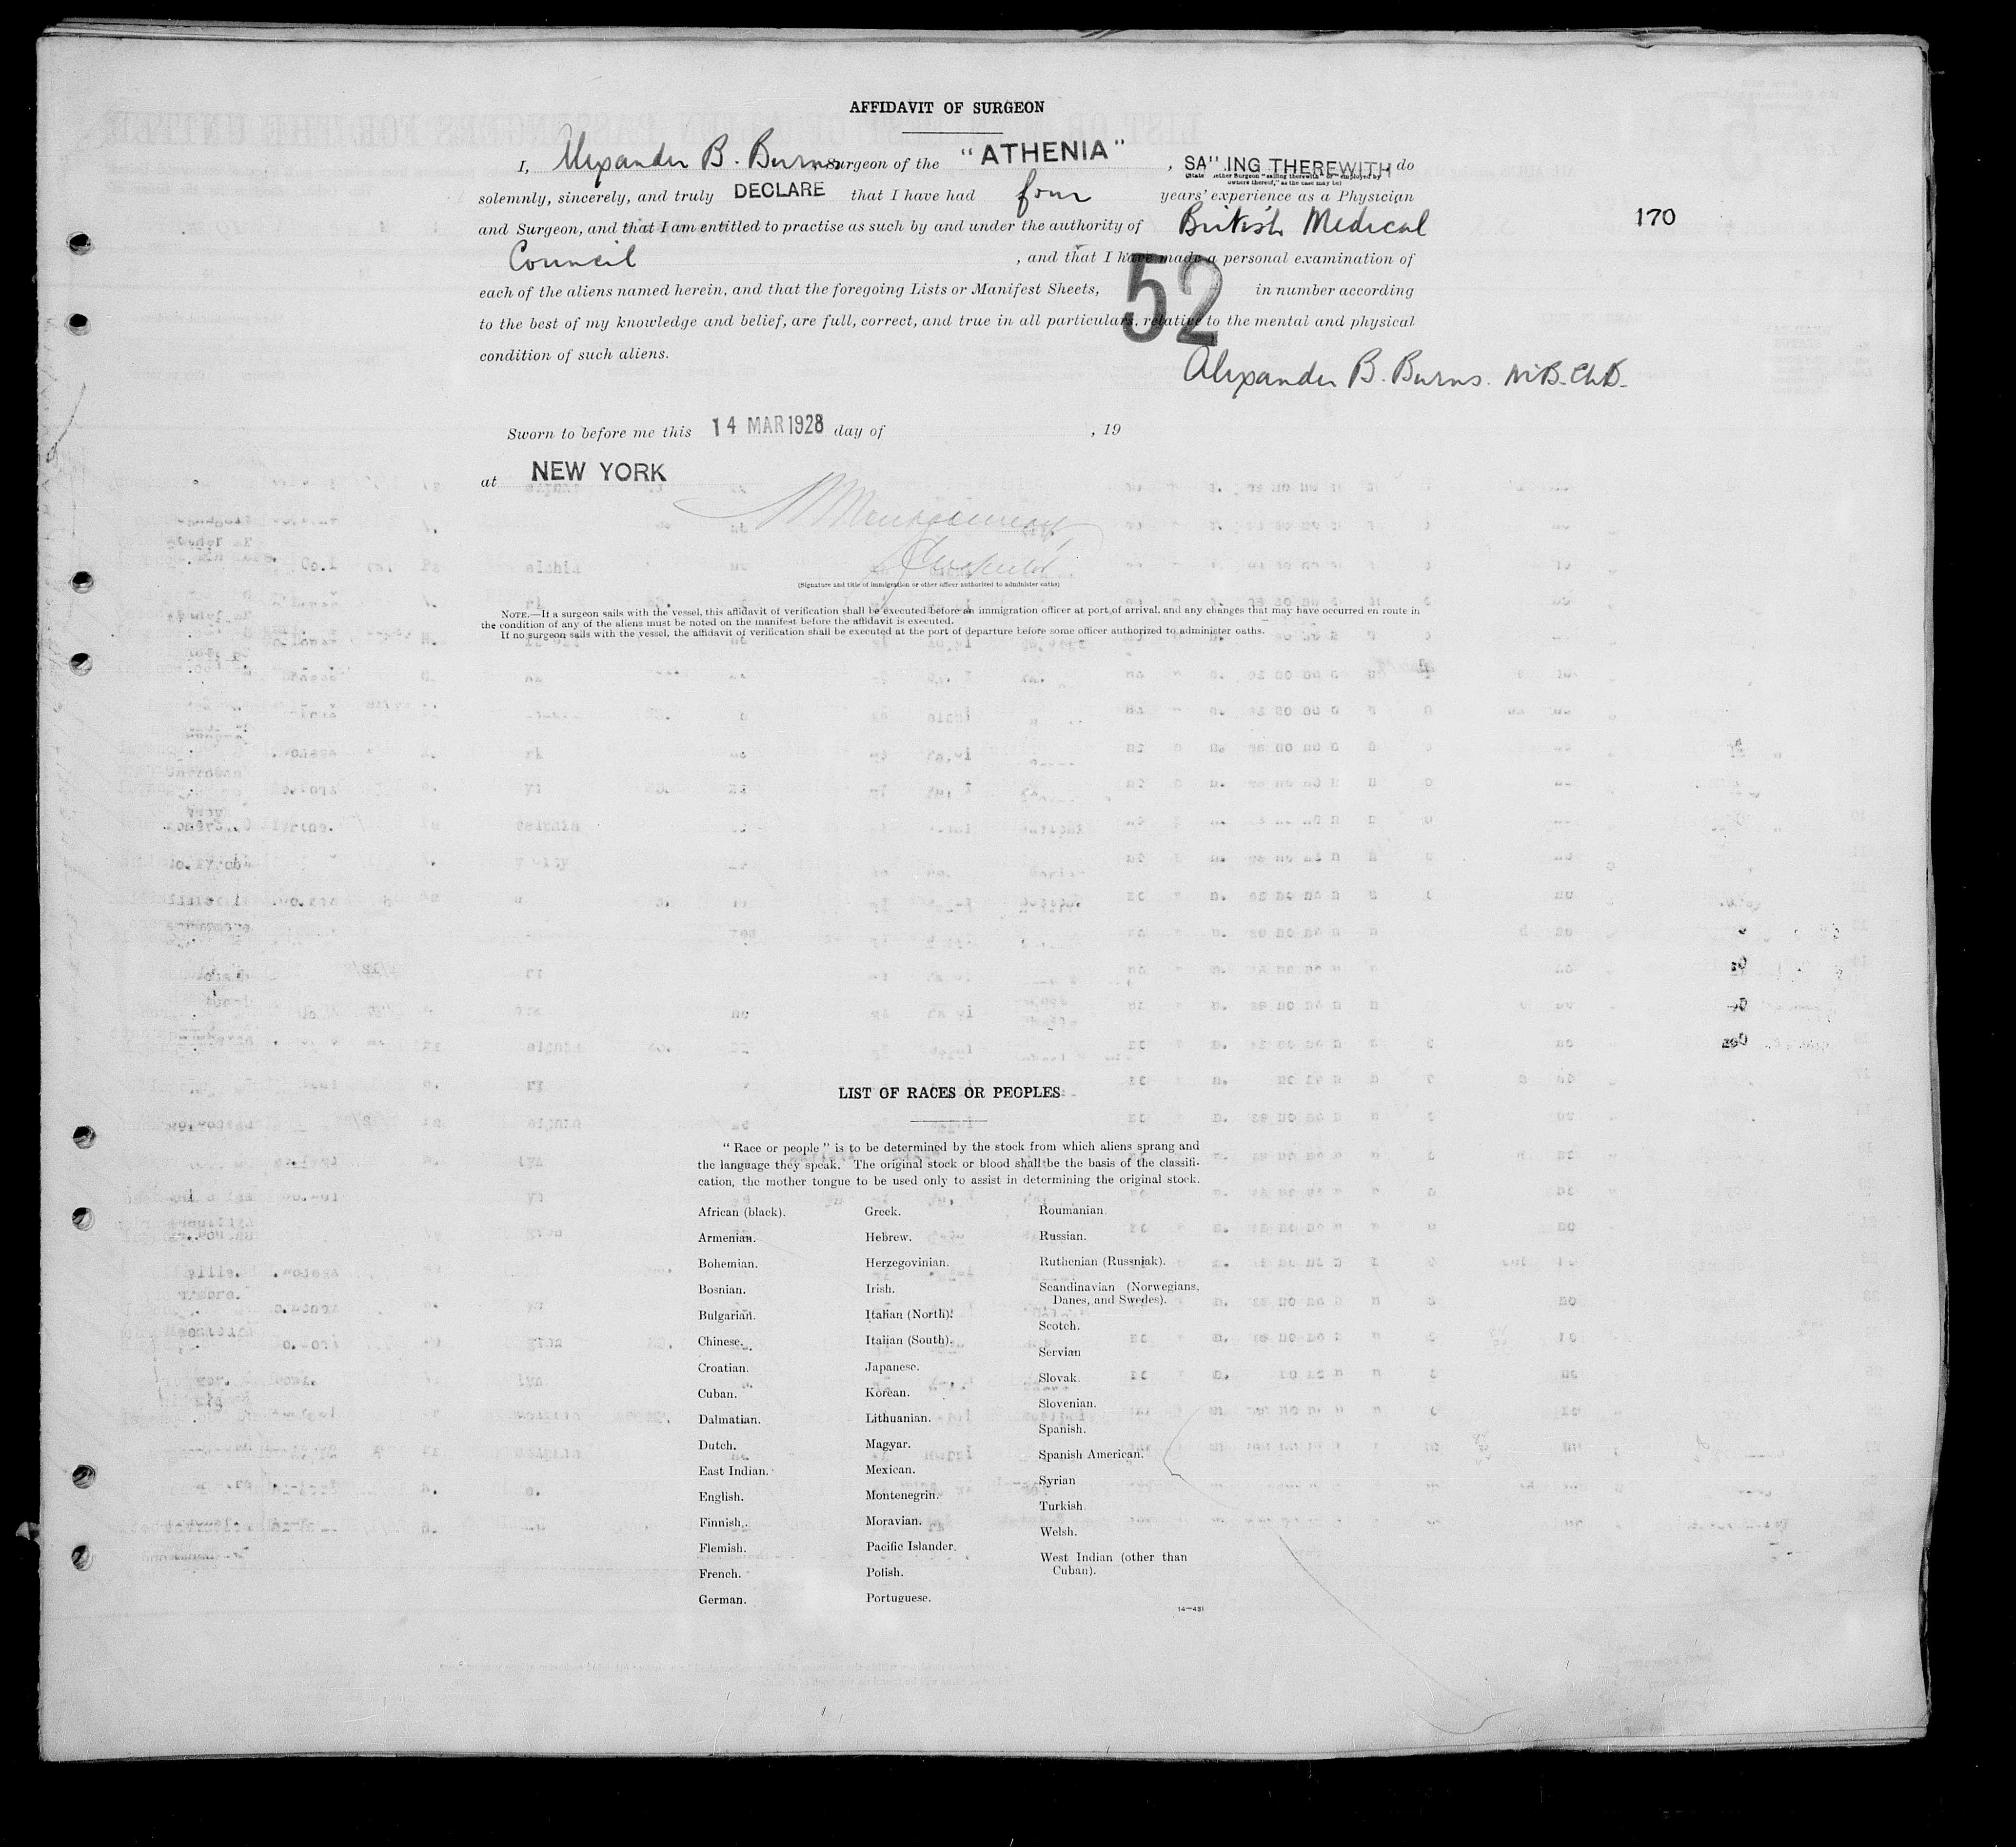 AFFIDAVIT OF SURGEON
I, Alexander B. Burns Surgeon of the "ATHENIA", SAILING THEREWITH do
(State whether Surgeon "sailing therewith" or "employed by
owners thereof," as the case may be)
solemnly, sincerely, and truly DECLARE that I have had four years' experience as a Physician
170
and Surgeon, and that I am entitled to practise as such by and under the authority of British Medical
Council, and that I have made a personal examination of
each of the aliens named herein, and that the foregoing Lists or Manifest Sheets, 52 in number according
to the best of my knowledge and belief, are full, correct, and true in all particulars, relative to the mental and physical
condition of such aliens.
Alexander B. Burns. M.B. Ch.B.
Sworn to before me this 14 MAR 1928 day of , 19
at NEW YORK
(Signature and title of immigration or other officer authorized to administer oaths)
NOTE.—If a surgeon sails with the vessel, this affidavit of verification shall be executed before an immigration officer at port of arrival, and any changes that may have occurred en route in
the condition of any of the aliens must be noted on the manifest before the affidavit is executed.
If no surgeon sails with the vessel, the affidavit of verification shall be executed at the port of departure before some officer authorized to administer oaths.
LIST OF RACES OR PEOPLES
"Race or people" is to be determined by the stock from which aliens sprang and
the language they speak. The original stock or blood shall be the basis of the classifi-
cation, the mother tongue to be used only to assist in determining the original stock.
African (black).
Armenian.
Bohemian.
Bosnian.
Bulgarian.
Chinese.
Croatian.
Cuban.
Dalmatian.
Dutch.
East Indian.
English.
Finnish.
Flemish.
French.
German.
Greek.
Hebrew.
Herzegovinian.
Irish.
Italian (North).
Italian (South).
Japanese.
Korean.
Lithuanian.
Magyar.
Mexican.
Montenegrin.
Moravian.
Pacific Islander.
Polish.
Portuguese.
Roumanian.
Russian.
Ruthenian (Russniak).
Scandinavian (Norwegians,
Danes, and Swedes).
Scotch.
Servian
Slovak.
Slovenian.
Spanish.
Spanish American.
Syrian
Turkish.
Welsh.
West Indian (other than
Cuban).
14—431